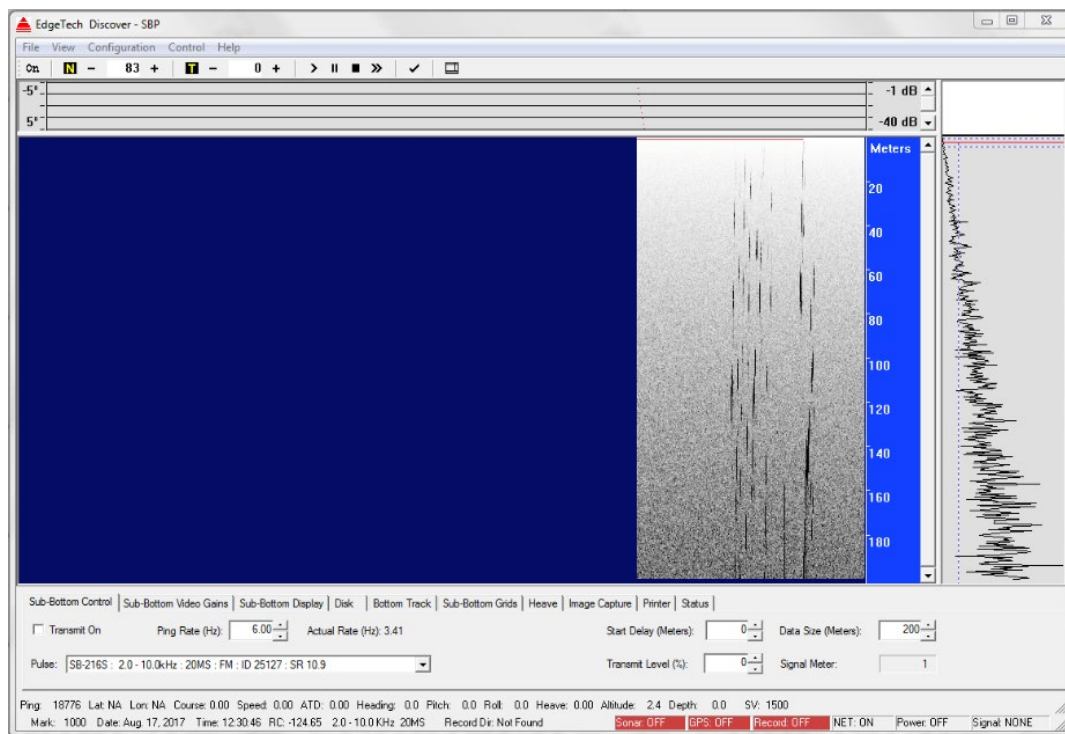 EdgeTech Discover - SBP
File View Configuration Control Help
On N - 83 + T - 0 +
-5° -1 dB
5° -40 dB
Meters
20
40
60
80
100
120
140
160
180
Sub-Bottom Control Sub-Bottom Video Gains Sub-Bottom Display Disk Bottom Track Sub-Bottom Grids Heave Image Capture Printer Status
Transmit On Ping Rate (Hz): 6.00 Actual Rate (Hz): 3.41 Start Delay (Meters): 0 Data Size (Meters): 200
Pulse: SB-216S : 2.0 - 10.0kHz : 20MS : FM : ID 25127 : SR 10.9 Transmit Level (%): 0 Signal Meter: 1
Ping: 18776 Lat: NA Lon: NA Course: 0.00 Speed: 0.00 ATD: 0.00 Heading: 0.0 Pitch: 0.0 Roll: 0.0 Heave: 0.00 Altitude: 2.4 Depth: 0.0 SV: 1500
Mark: 1000 Date: Aug. 17, 2017 Time: 12:30:46 RC: -124.65 2.0 - 10.0 KHz 20MS Record Dir: Not Found Sonar: OFF GPS: OFF Record: OFF NET: ON Power: OFF Signal: NONE